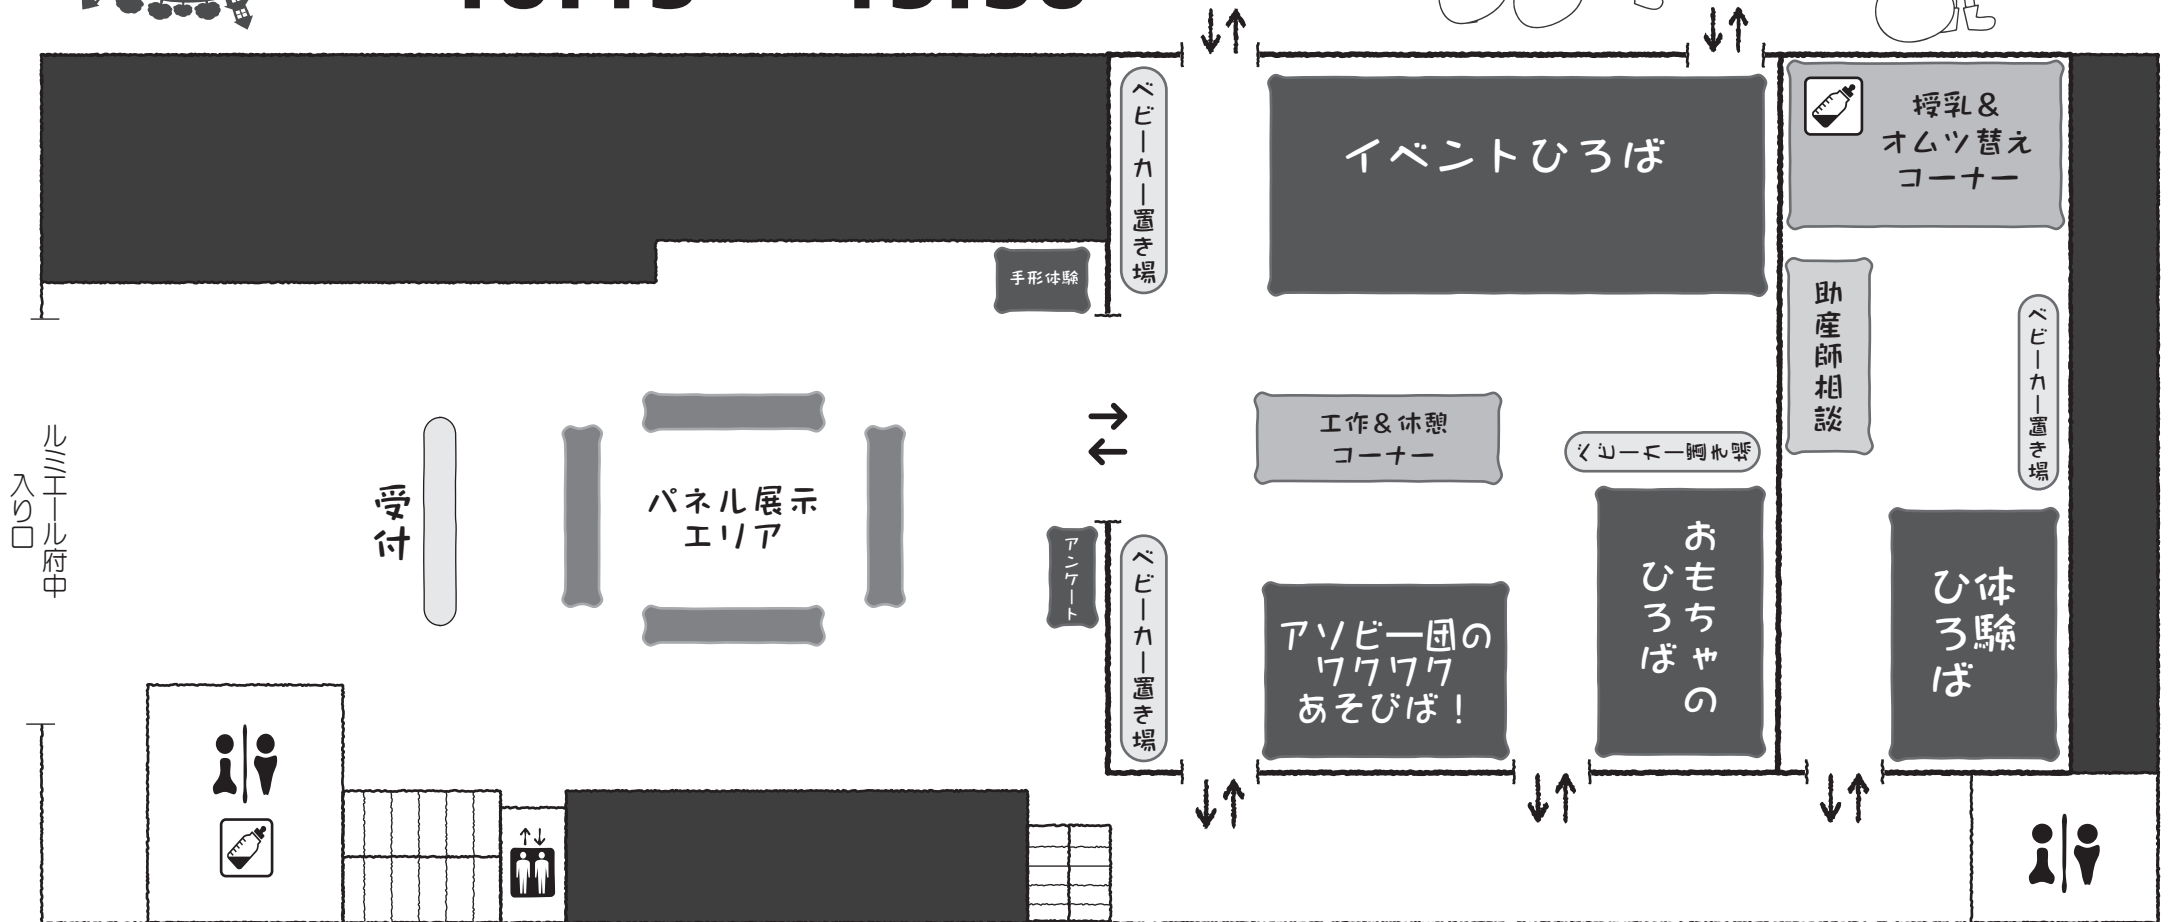 ベビーカー置き場
イベントひろば
授乳＆
オムツ替え
コーナー
手形体験
助産師相談
ベビーカー置き場
工作＆休憩
コーナー
ベビーカー置き場
ルミエール府中
入り口
受付
パネル展示
エリア
アンケート
ベビーカー置き場
アソビ一団の
ワクワク
あそびば！
おもちゃの
ひろば
体験
ひろば